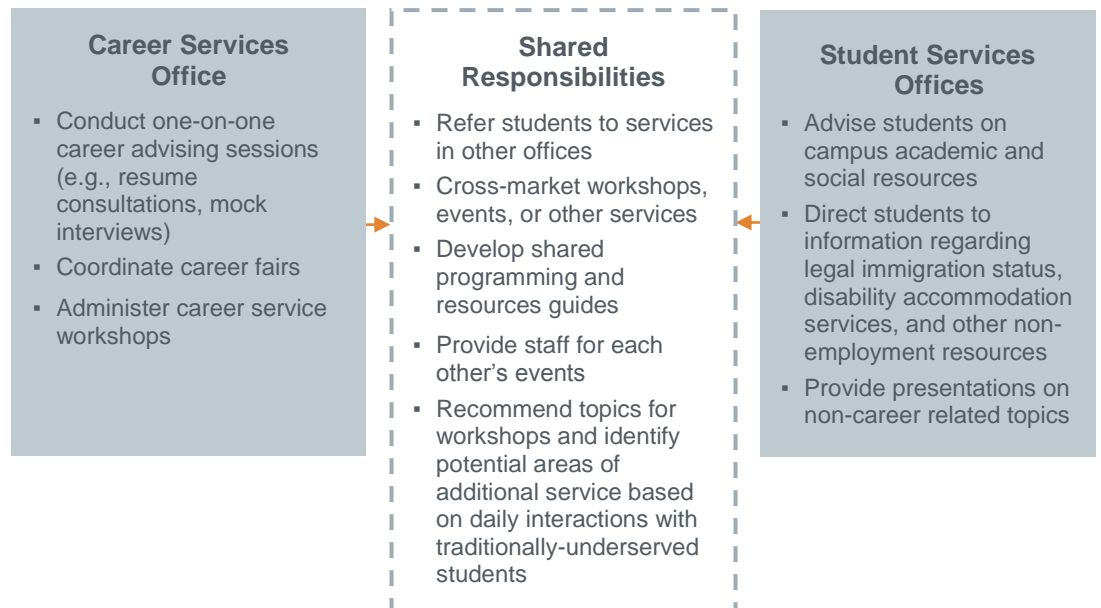 Career Services
Office
▪ Conduct one-on-one
career advising sessions
(e.g., resume
consultations, mock
interviews)
▪ Coordinate career fairs
▪ Administer career service
workshops
Shared
Responsibilities
▪ Refer students to services
in other offices
▪ Cross-market workshops,
events, or other services
▪ Develop shared
programming and
resources guides
▪ Provide staff for each
other’s events
▪ Recommend topics for
workshops and identify
potential areas of
additional service based
on daily interactions with
traditionally-underserved
students
Student Services
Offices
▪ Advise students on
campus academic and
social resources
▪ Direct students to
information regarding
legal immigration status,
disability accommodation
services, and other non-
employment resources
▪ Provide presentations on
non-career related topics